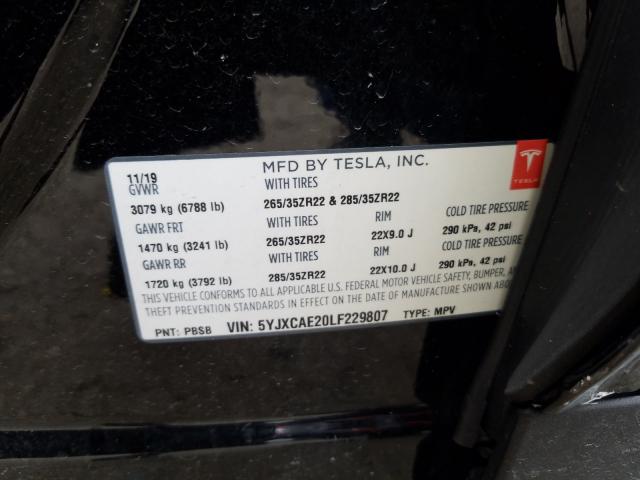 MFD BY TESLA, INC.
11/19
GVWR WITH TIRES
3079 kg (6788 lb) 265/35ZR22 & 285/35ZR22
GAWR FRT WITH TIRES RIM COLD TIRE PRESSURE
1470 kg (3241 lb) 265/35ZR22 22X9.0 J 290 kPa, 42 psi
GAWR RR WITH TIRES RIM COLD TIRE PRESSURE
1720 kg (3792 lb) 285/35ZR22 22X10.0 J 290 kPa, 42 psi
THIS VEHICLE CONFORMS TO ALL APPLICABLE U.S. FEDERAL MOTOR VEHICLE SAFETY, BUMPER, AND
THEFT PREVENTION STANDARDS IN EFFECT ON THE DATE OF MANUFACTURE SHOWN ABOVE.
PNT: PBSB VIN: 5YJXCAE20LF229807 TYPE: MPV
TESLA